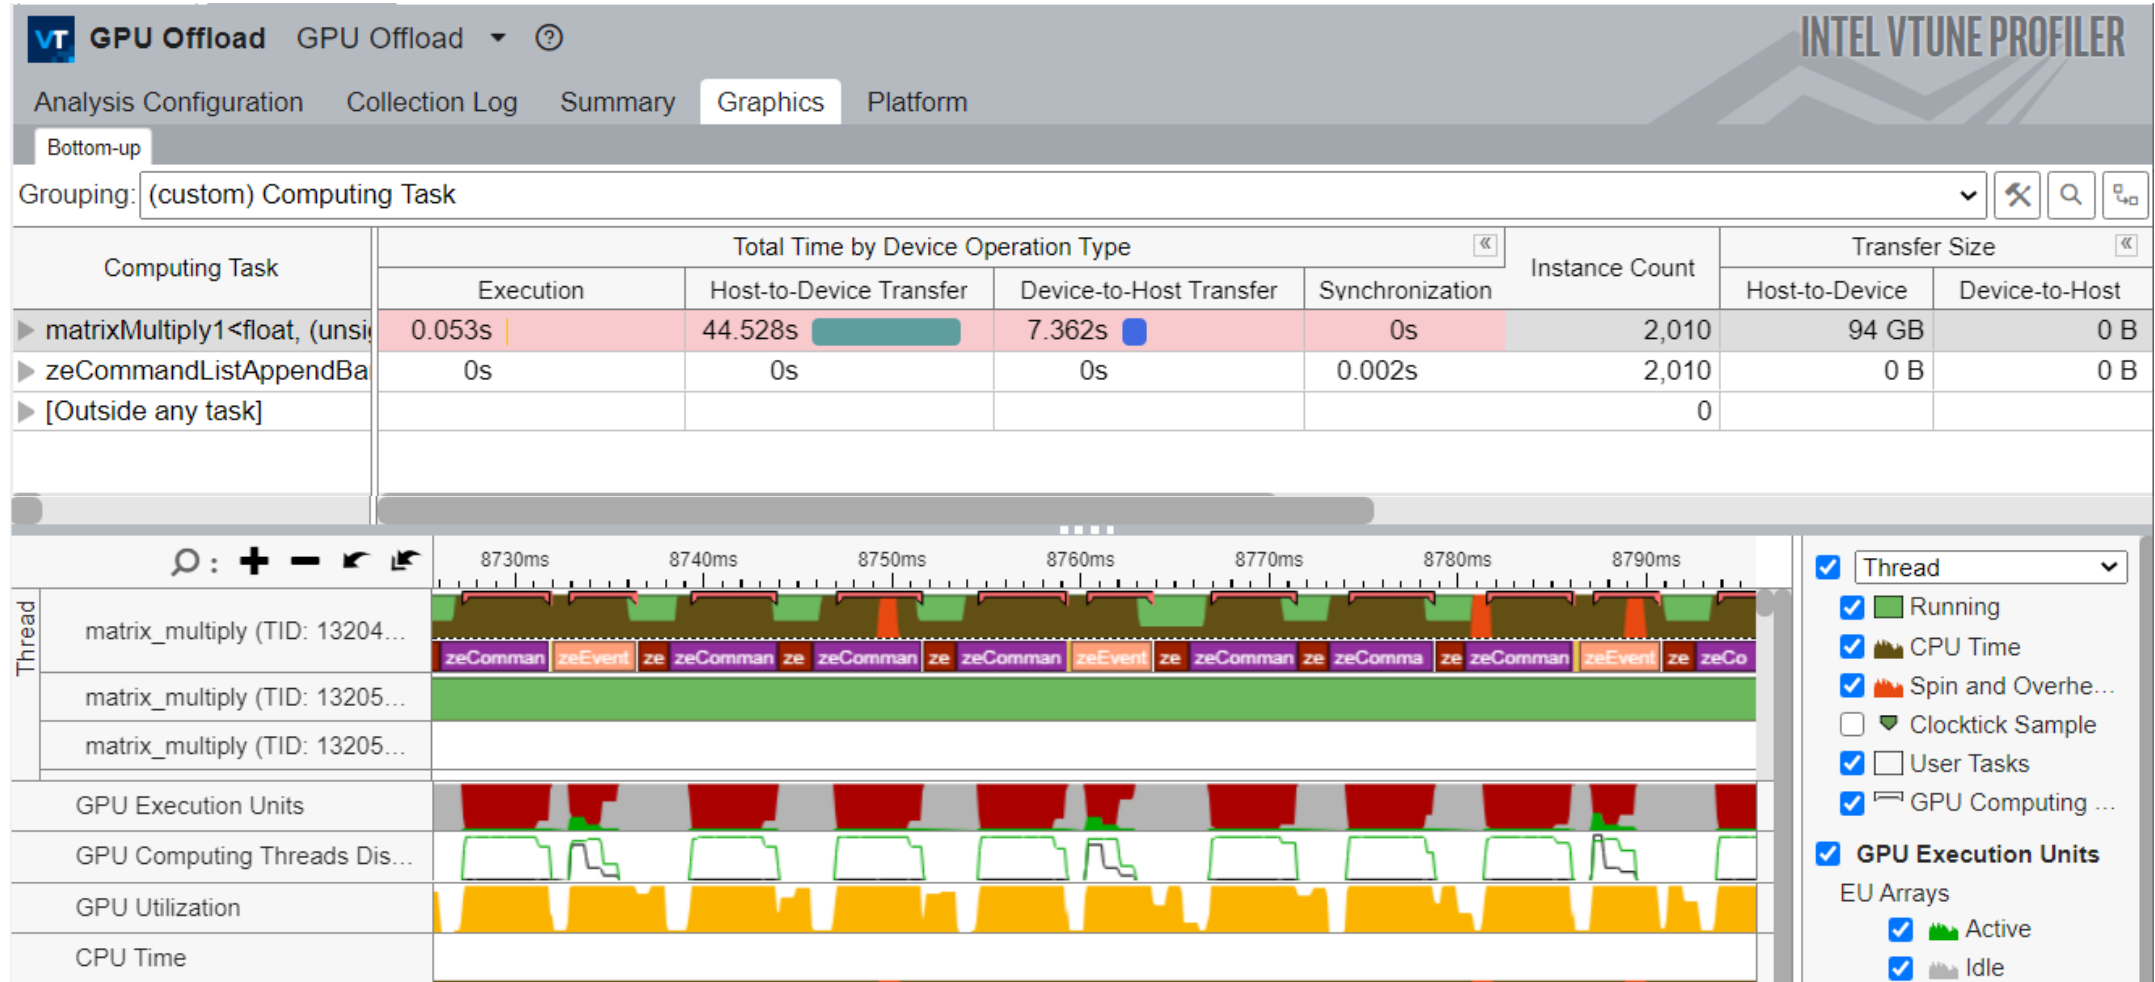 VT GPU Offload GPU Offload ?
INTEL VTUNE PROFILER
Analysis Configuration Collection Log Summary Graphics Platform
Bottom-up
Grouping: (custom) Computing Task
Computing Task Total Time by Device Operation Type Instance Count Transfer Size
Execution Host-to-Device Transfer Device-to-Host Transfer Synchronization Host-to-Device Device-to-Host
matrixMultiply1<float, (unsi 0.053s 44.528s 7.362s 0s 2,010 94 GB 0 B
zeCommandListAppendBa 0s 0s 0s 0.002s 2,010 0 B 0 B
[Outside any task] 0
8730ms 8740ms 8750ms 8760ms 8770ms 8780ms 8790ms
Thread
matrix_multiply (TID: 13204...
zeComman zeEvent ze zeComman ze zeComman ze zeComman zeEvent ze zeComman ze zeComma ze zeComman zeEvent ze zeCo
matrix_multiply (TID: 13205...
matrix_multiply (TID: 13205...
GPU Execution Units
GPU Computing Threads Dis...
GPU Utilization
CPU Time
Thread
Running
CPU Time
Spin and Overhe...
Clocktick Sample
User Tasks
GPU Computing ...
GPU Execution Units
EU Arrays
Active
Idle